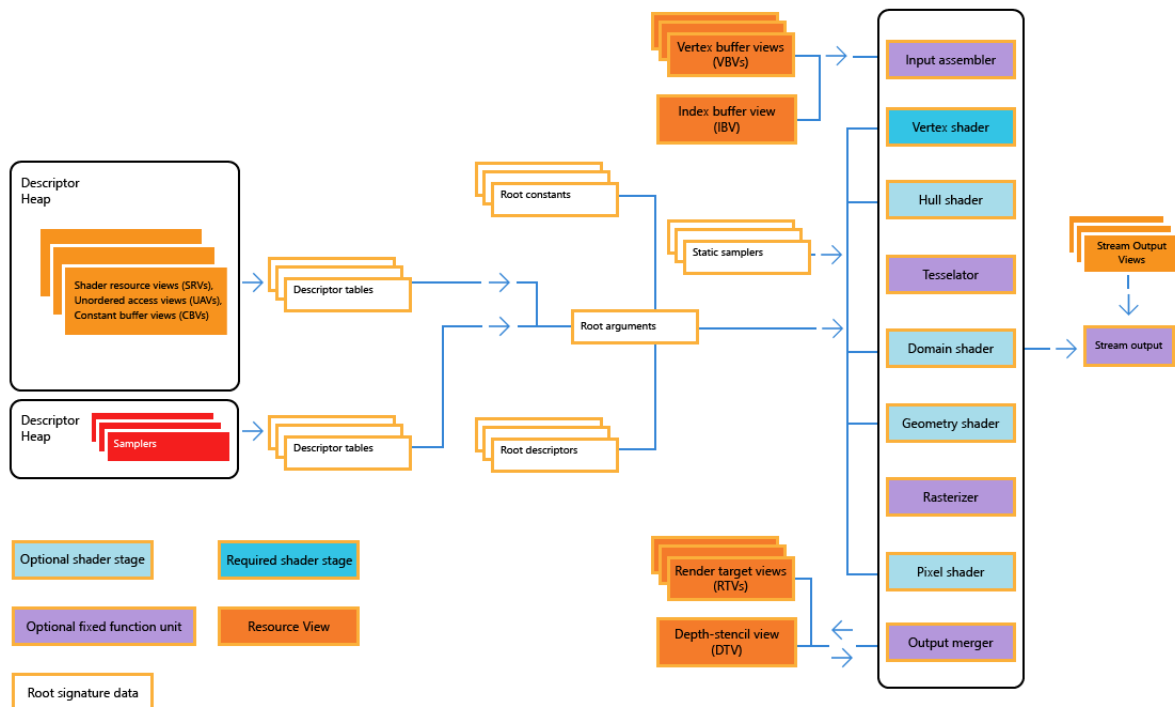 Vertex buffer views
(VBVs)
Index buffer view
(IBV)
Input assembler
Vertex shader
Hull shader
Tesselator
Domain shader
Geometry shader
Rasterizer
Pixel shader
Output merger
Descriptor
Heap
Shader resource views (SRVs),
Unordered access views (UAVs),
Constant buffer views (CBVs)
Descriptor tables
Root constants
Static samplers
Root arguments
Stream Output
Views
Stream output
Descriptor
Heap
Samplers
Descriptor tables
Root descriptors
Render target views
(RTVs)
Depth-stencil view
(DTV)
Optional shader stage
Required shader stage
Optional fixed function unit
Resource View
Root signature data